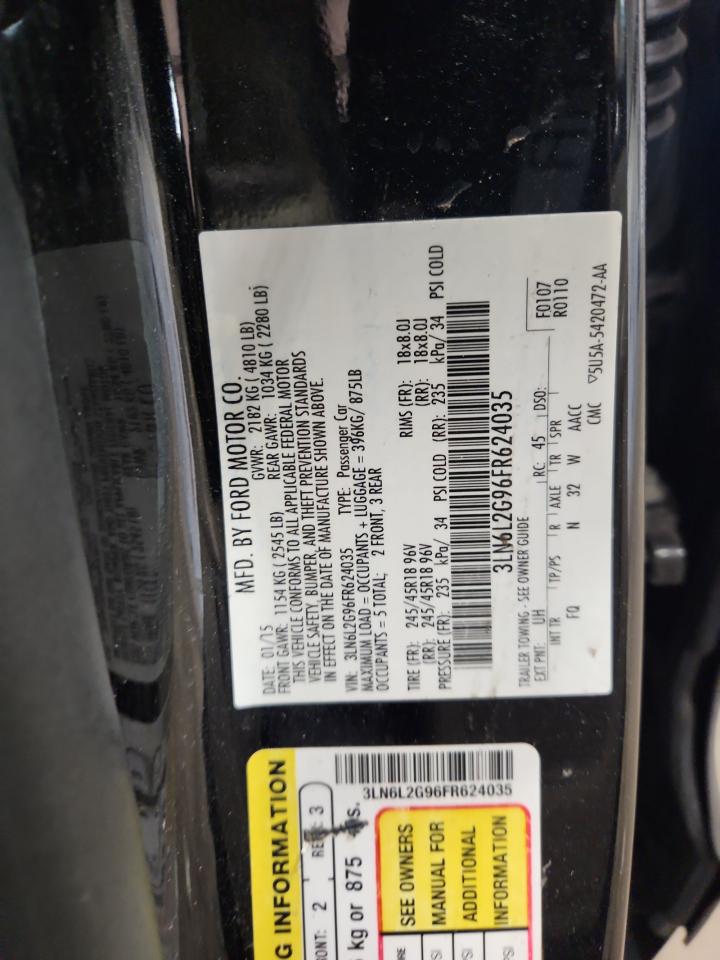 MFD. BY FORD MOTOR CO.
DATE: 01/15 GVWR: 2182 KG ( 4810 LB)
FRONT GAWR: 1154 KG ( 2545 LB) REAR GAWR: 1034 KG ( 2280 LB)
THIS VEHICLE CONFORMS TO ALL APPLICABLE FEDERAL MOTOR
VEHICLE SAFETY, BUMPER, AND THEFT PREVENTION STANDARDS
IN EFFECT ON THE DATE OF MANUFACTURE SHOWN ABOVE.
VIN: 3LN6L2G96FR624035 TYPE: Passenger Car
MAXIMUM LOAD = OCCUPANTS + LUGGAGE = 396KG/ 875LB
OCCUPANTS = 5 TOTAL: 2 FRONT, 3 REAR
TIRE (FR): 245/45R18 96V RIMS (FR): 18x8.0J
(RR): 245/45R18 96V (RR): 18x8.0J
PRESSURE (FR): 235 kPa/ 34 PSI COLD (RR): 235 kPa/ 34 PSI COLD
3LN6L2G96FR624035
TRAILER TOWING - SEE OWNER GUIDE
EXT PNT: UH RC: 45 DSO: F0107
INT TR TP/PS R AXLE TR SPR R0110
FQ N 32 W AACC
CMC ▽5U5A-5420472-AA
G INFORMATION
RONT: 2 RE : 3
kg or 875
3LN6L2G96FR624035
SEE OWNERS
MANUAL FOR
ADDITIONAL
INFORMATION